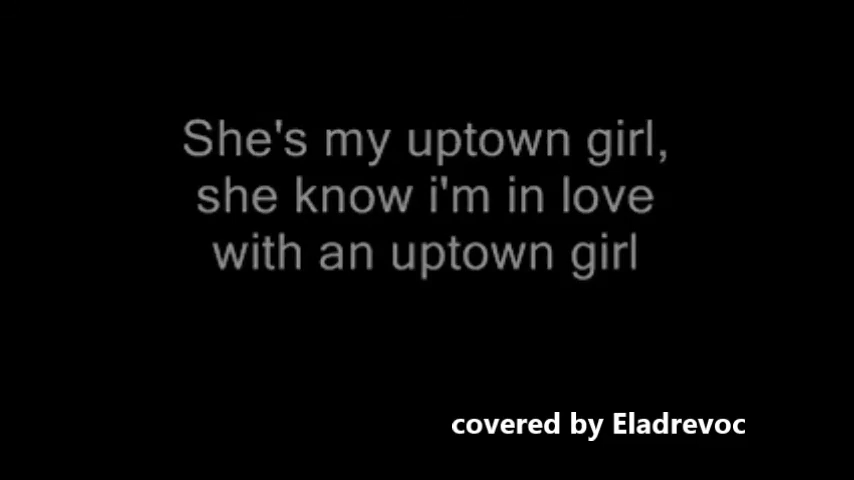 She's my uptown girl,
she know i'm in love
with an uptown girl
covered by Eladrevoc